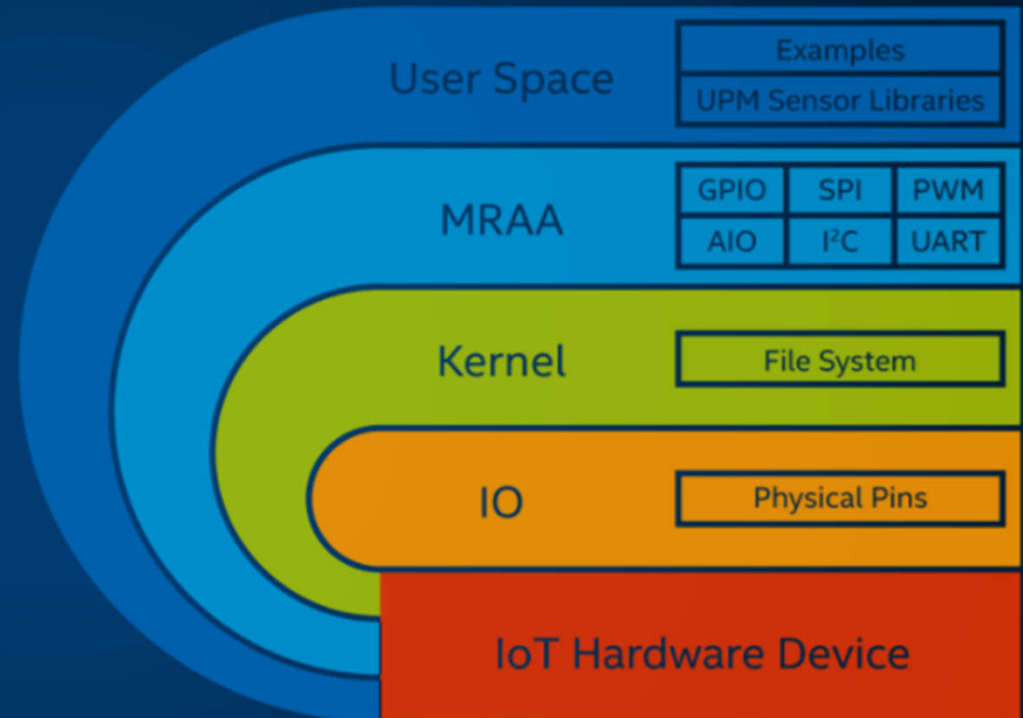 User Space
Examples
UPM Sensor Libraries
MRAA
GPIO SPI PWM
AIO I²C UART
Kernel
File System
IO
Physical Pins
IoT Hardware Device